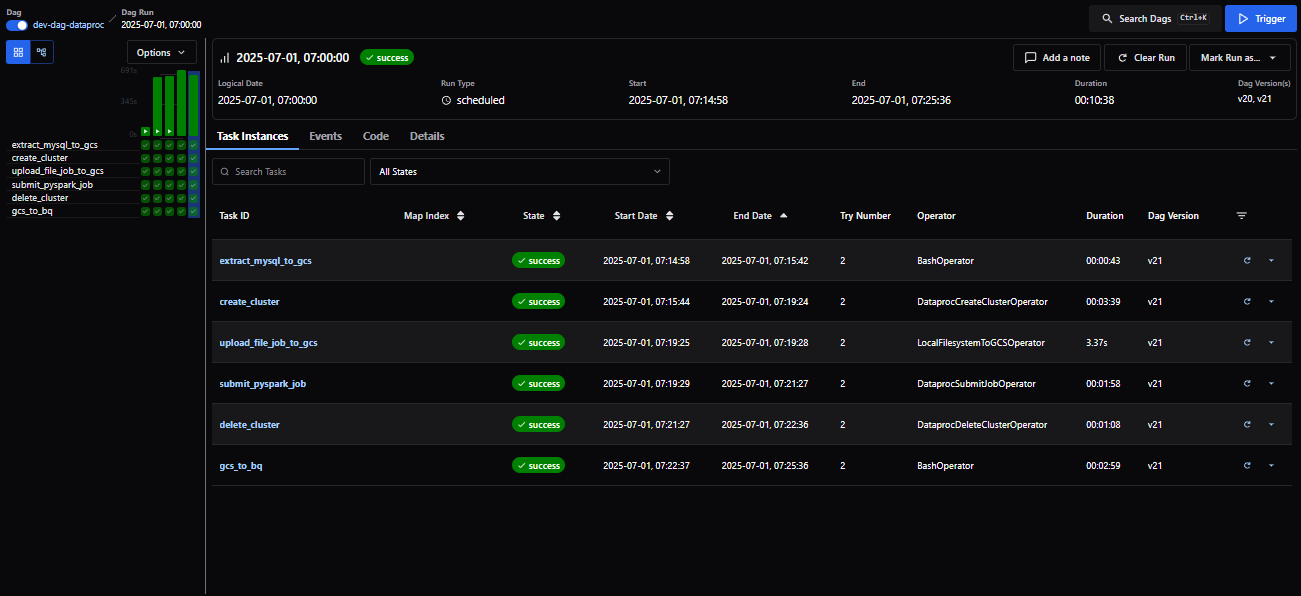 Dag
dev-dag-dataproc
/
Dag Run
2025-07-01, 07:00:00
Search Dags Ctrl+K
Trigger
Options
691s
345s
0s
extract_mysql_to_gcs
create_cluster
upload_file_job_to_gcs
submit_pyspark_job
delete_cluster
gcs_to_bq
2025-07-01, 07:00:00 success
Add a note
Clear Run
Mark Run as...
Logical Date Run Type Start End Duration Dag Version(s)
2025-07-01, 07:00:00 scheduled 2025-07-01, 07:14:58 2025-07-01, 07:25:36 00:10:38 v20, v21
Task Instances Events Code Details
Search Tasks All States
Task ID Map Index State Start Date End Date Try Number Operator Duration Dag Version
extract_mysql_to_gcs success 2025-07-01, 07:14:58 2025-07-01, 07:15:42 2 BashOperator 00:00:43 v21
create_cluster success 2025-07-01, 07:15:44 2025-07-01, 07:19:24 2 DataprocCreateClusterOperator 00:03:39 v21
upload_file_job_to_gcs success 2025-07-01, 07:19:25 2025-07-01, 07:19:28 2 LocalFilesystemToGCSOperator 3.37s v21
submit_pyspark_job success 2025-07-01, 07:19:29 2025-07-01, 07:21:27 2 DataprocSubmitJobOperator 00:01:58 v21
delete_cluster success 2025-07-01, 07:21:27 2025-07-01, 07:22:36 2 DataprocDeleteClusterOperator 00:01:08 v21
gcs_to_bq success 2025-07-01, 07:22:37 2025-07-01, 07:25:36 2 BashOperator 00:02:59 v21